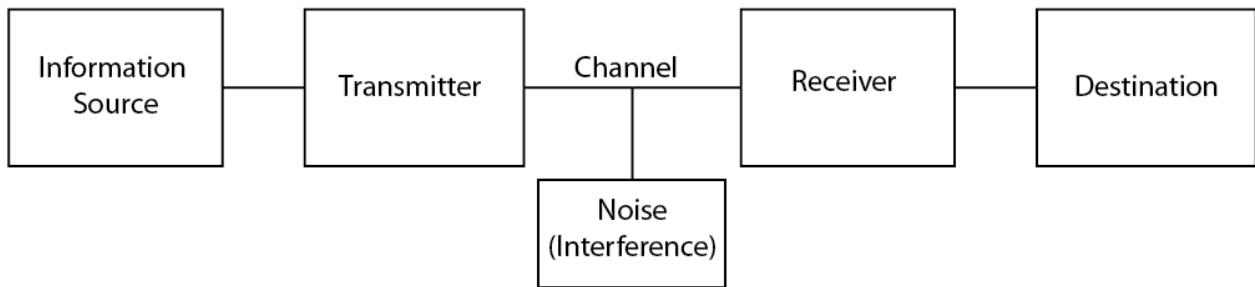 Information
Source
Transmitter
Channel
Receiver
Destination
Noise
(Interference)